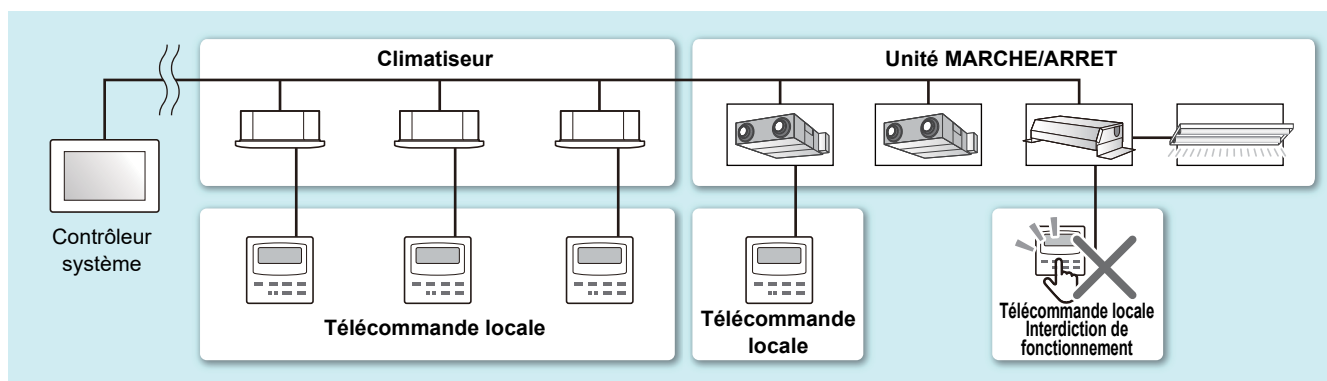 Climatiseur
Unité MARCHE/ARRET
Contrôleur
système
Télécommande locale
Télécommande
locale
Télécommande locale
Interdiction de
fonctionnement